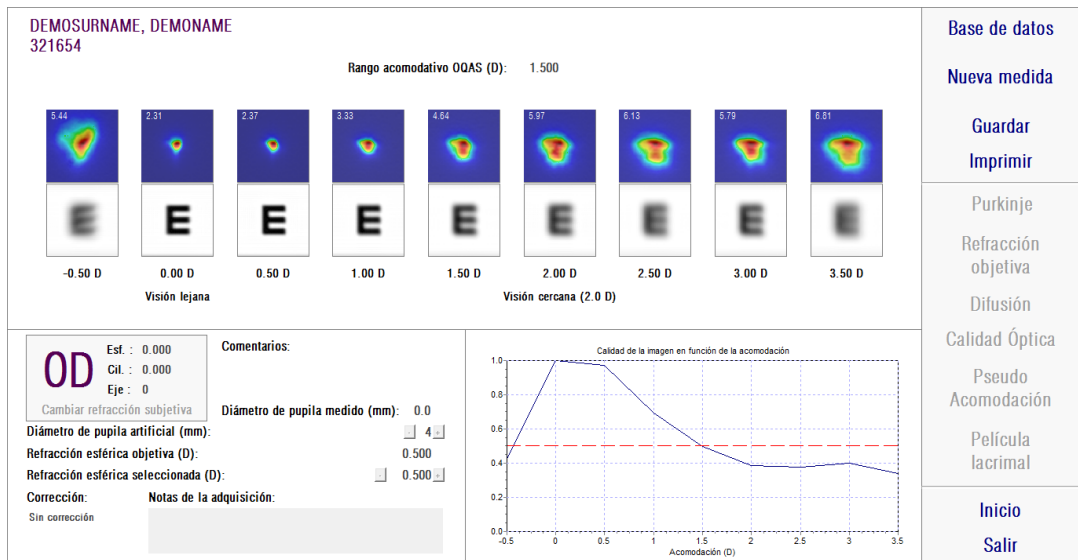 DEMOSURNAME, DEMONAME
321654
Rango acomodativo OQAS (D): 1.500
5.44 2.31 2.37 3.33 4.64 5.97 6.13 5.79 6.81
E E E E E E E E E
-0.50 D 0.00 D 0.50 D 1.00 D 1.50 D 2.00 D 2.50 D 3.00 D 3.50 D
Visión lejana Visión cercana (2.0 D)
OD
Esf. : 0.000
Cil. : 0.000
Eje : 0
Cambiar refracción subjetiva
Comentarios:
Diámetro de pupila medido (mm): 0.0
Diámetro de pupila artificial (mm): - 4 +
Refracción esférica objetiva (D): 0.500
Refracción esférica seleccionada (D): - 0.500 +
Corrección: Notas de la adquisición:
Sin corrección
Calidad de la imagen en función de la acomodación
1.0
0.8
0.6
0.4
0.2
0.0
-0.5 0 0.5 1 1.5 2 2.5 3 3.5
Acomodación (D)
Base de datos
Nueva medida
Guardar
Imprimir
Purkinje
Refracción
objetiva
Difusión
Calidad Óptica
Pseudo
Acomodación
Película
lacrimal
Inicio
Salir